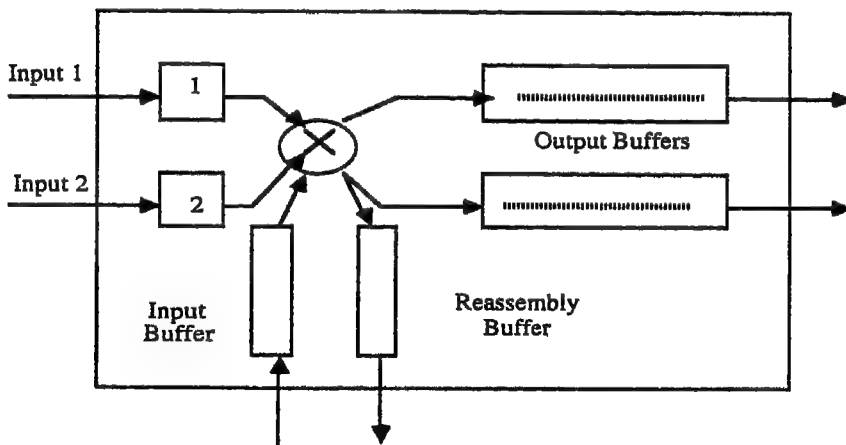 Input 1
1
Output Buffers
Input 2
2
Input
Buffer
Reassembly
Buffer